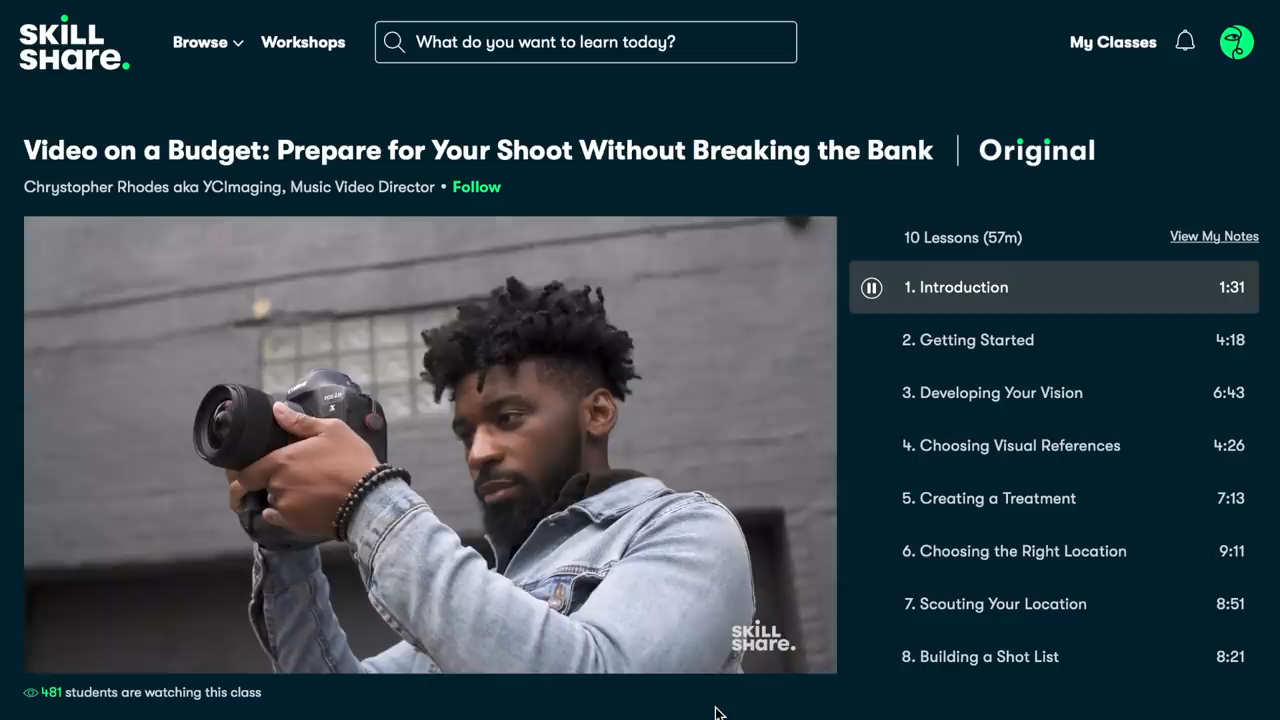 SKILL
SHare.
Browse
Workshops
What do you want to learn today?
My Classes
Video on a Budget: Prepare for Your Shoot Without Breaking the Bank
Original
Chrystopher Rhodes aka YCImaging, Music Video Director • Follow
10 Lessons (57m)
View My Notes
1. Introduction 1:31
2. Getting Started 4:18
3. Developing Your Vision 6:43
4. Choosing Visual References 4:26
5. Creating a Treatment 7:13
6. Choosing the Right Location 9:11
7. Scouting Your Location 8:51
8. Building a Shot List 8:21
Canon
X
SKILL
SHare.
481 students are watching this class